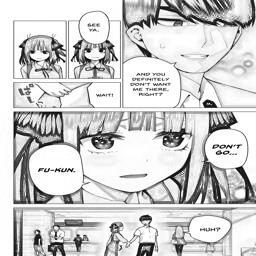 SEE
YA.
AND YOU
DEFINITELY
DON'T WANT
ME THERE,
RIGHT?
WAIT!
DON'T
GO...
FU-KUN.
HUH?